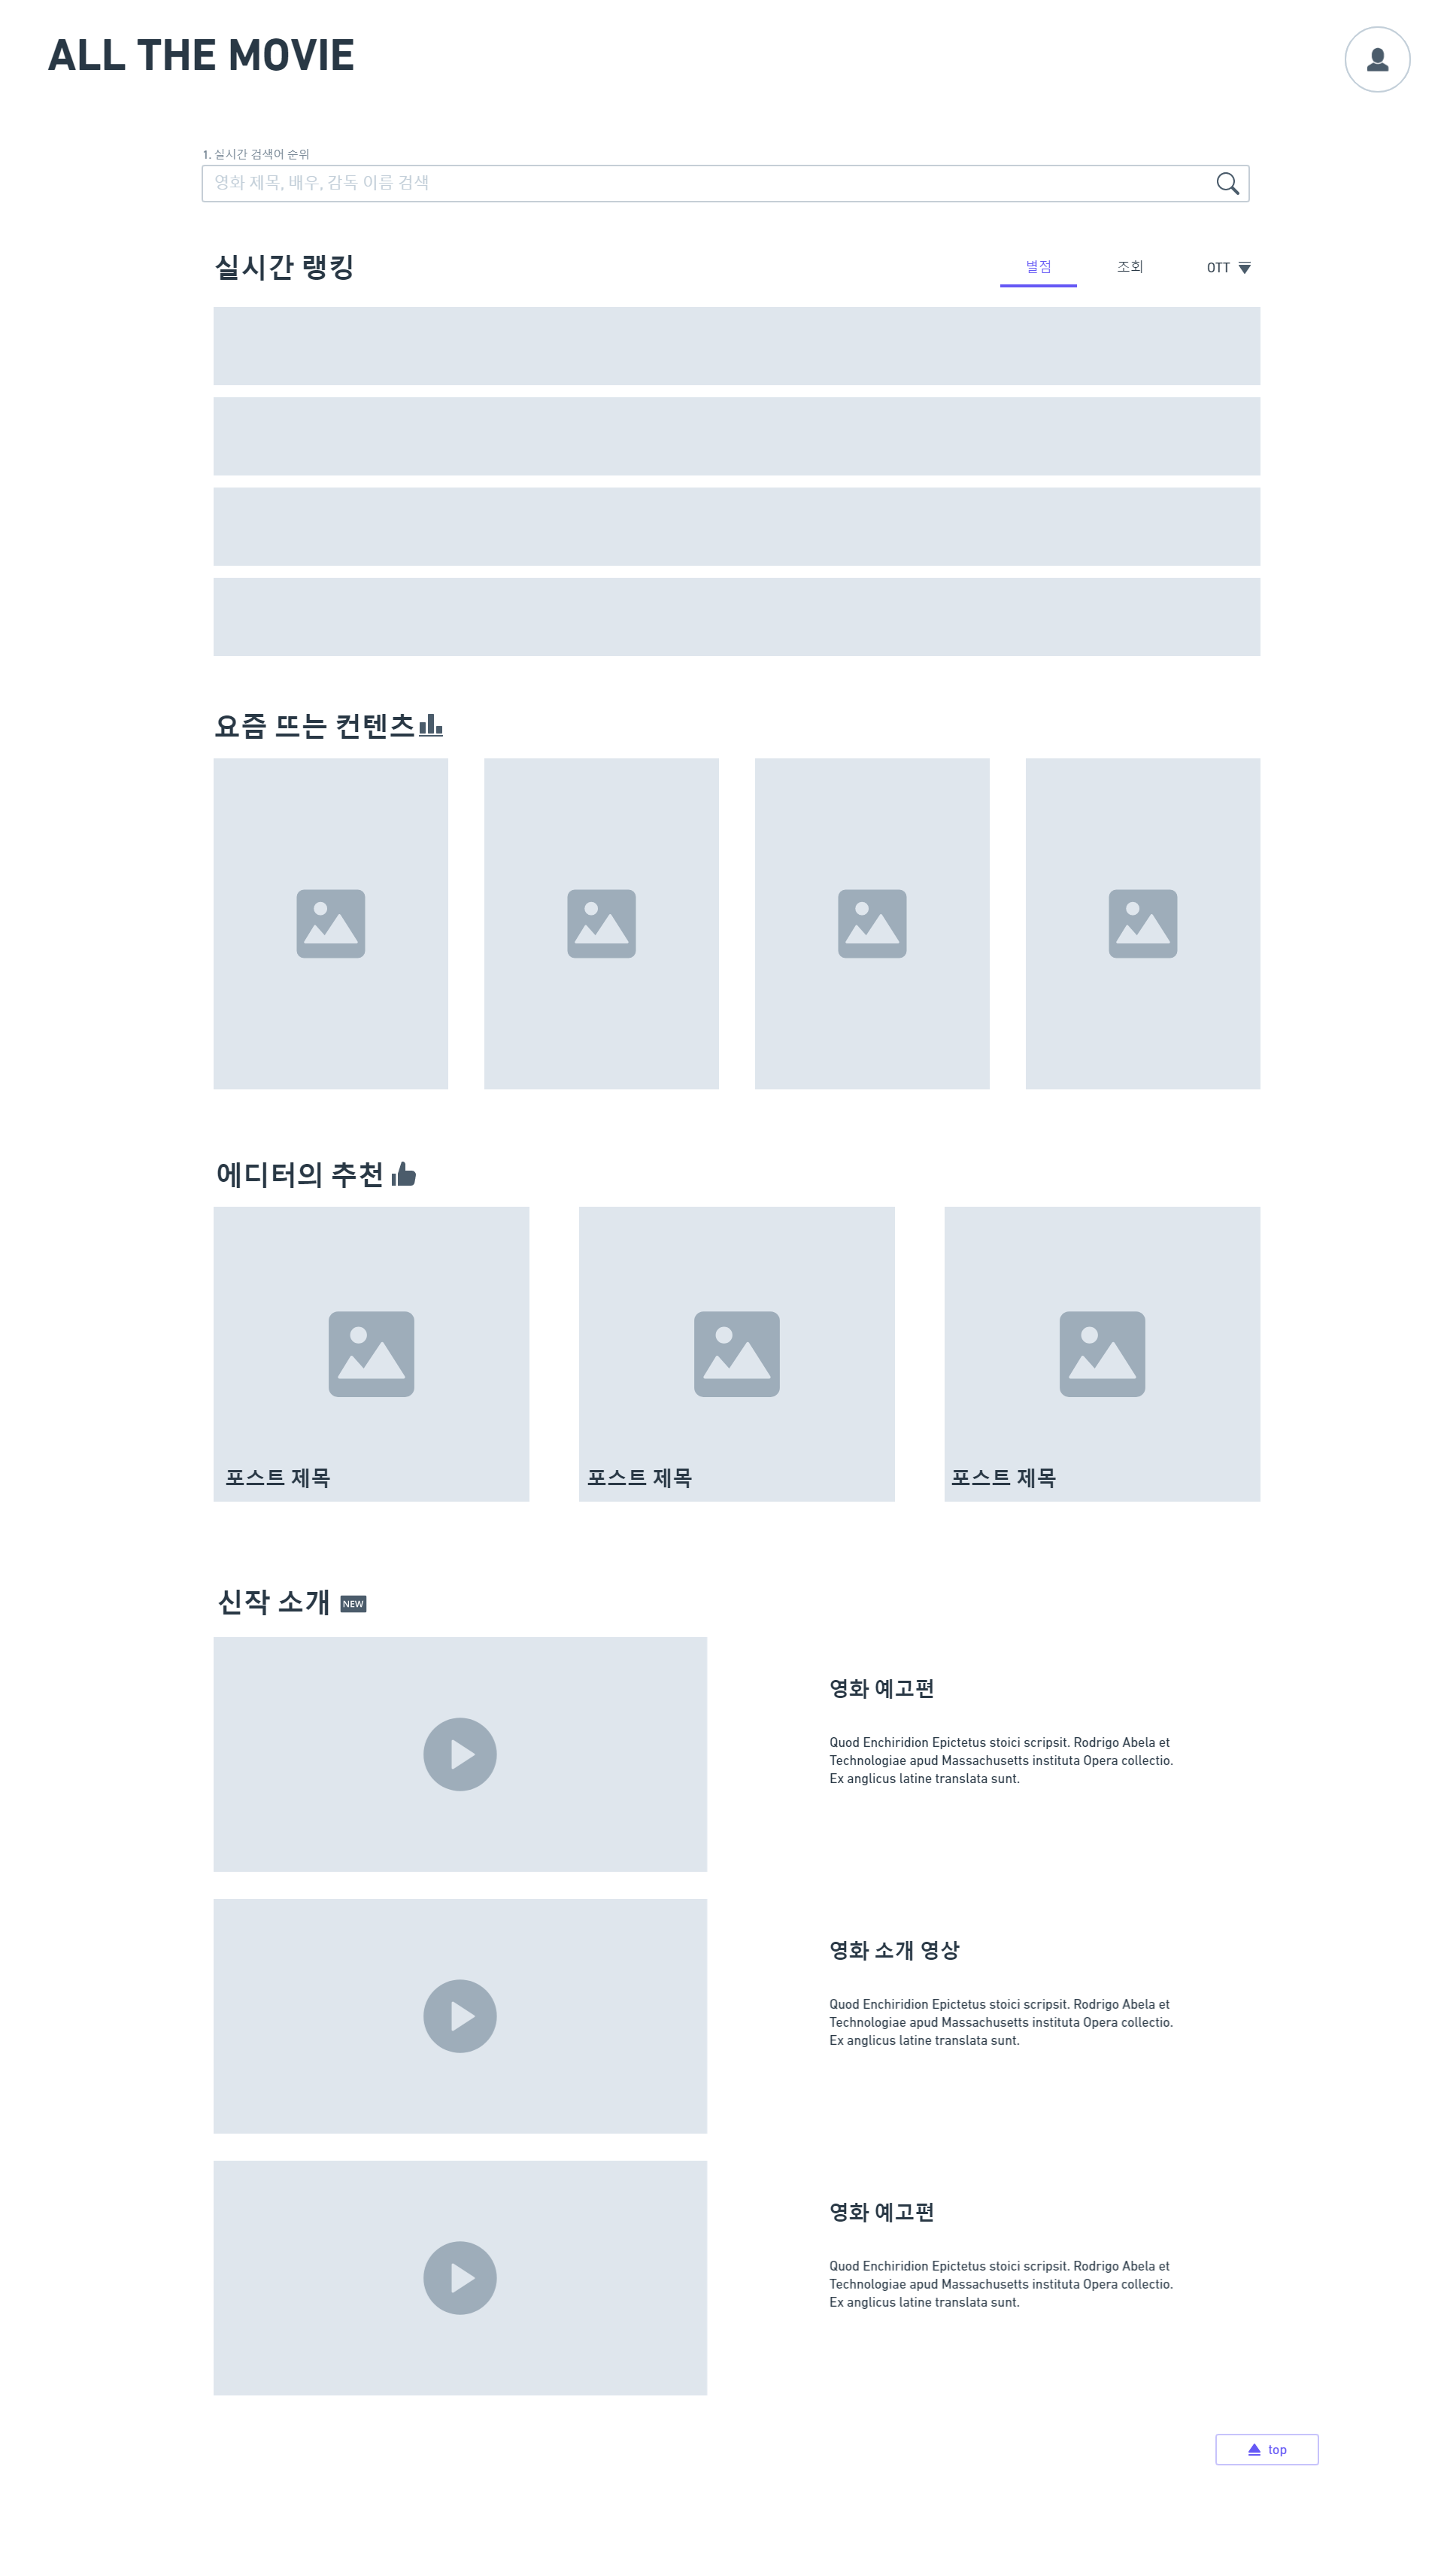 ALL THE MOVIE
1. 실시간 검색어 순위
영화 제목, 배우, 감독 이름 검색
실시간 랭킹
별점
조회
OTT
요즘 뜨는 컨텐츠
에디터의 추천
포스트 제목
포스트 제목
포스트 제목
신작 소개 NEW
영화 예고편
Quod Enchiridion Epictetus stoici scripsit. Rodrigo Abela et
Technologiae apud Massachusetts instituta Opera collectio.
Ex anglicus latine translata sunt.
영화 소개 영상
Quod Enchiridion Epictetus stoici scripsit. Rodrigo Abela et
Technologiae apud Massachusetts instituta Opera collectio.
Ex anglicus latine translata sunt.
영화 예고편
Quod Enchiridion Epictetus stoici scripsit. Rodrigo Abela et
Technologiae apud Massachusetts instituta Opera collectio.
Ex anglicus latine translata sunt.
top